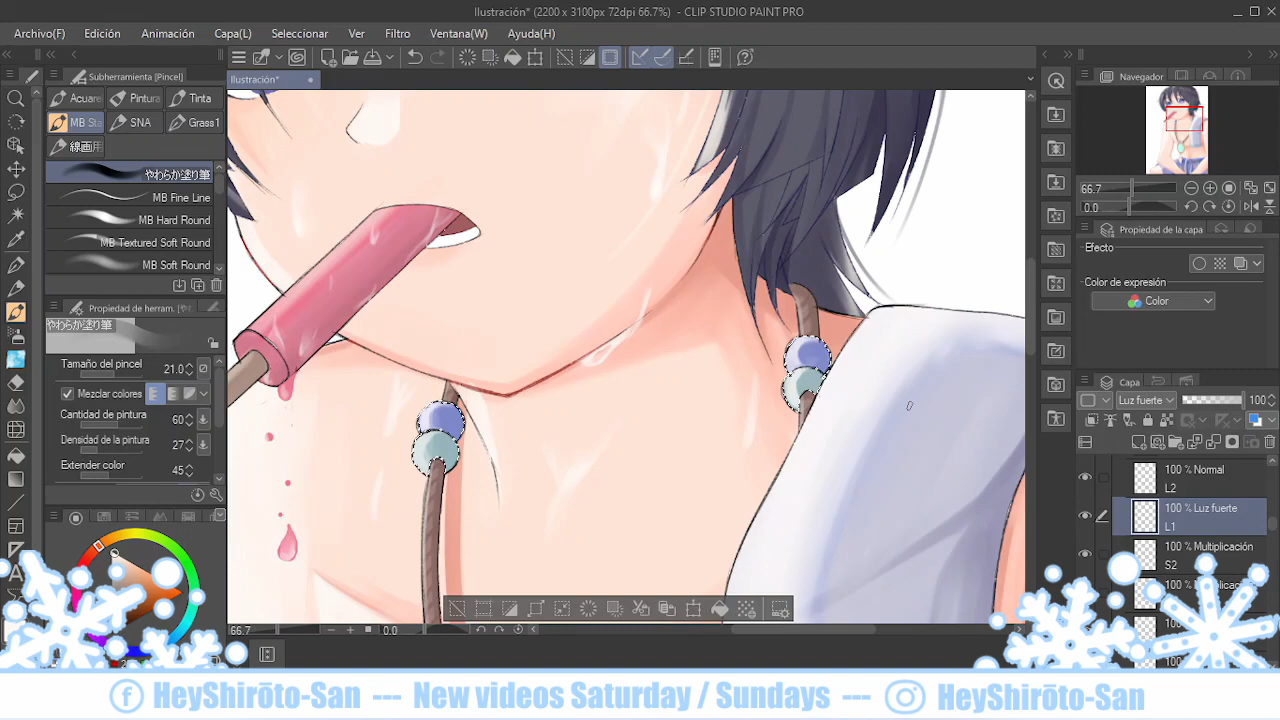 Ilustración* (2200 x 3100px 72dpi 66.7%) - CLIP STUDIO PAINT PRO
Archivo(F) Edición Animación Capa(L) Seleccionar Ver Filtro Ventana(W) Ayuda(H)
Subherramienta [Pincel]
Ilustración*
Navegador
Acuare Pintura Tinta
MB Sta SNA Grass1
線画用
やわらか塗り筆
MB Fine Line
MB Hard Round
MB Textured Soft Round
MB Soft Round
66.7
0.0
Propiedad de la capa
Efecto
Color de expresión
Color
Propiedad de herram.
やわらか塗り筆
Tamaño del pincel 21.0
Mezclar colores
Cantidad de pintura 60
Densidad de la pintura 27
Extender color 45
Capa
Luz fuerte 100
100 % Normal
L2
100 % Luz fuerte
L1
100 % Multiplicación
S2
66.7 0.0
HeyShirōto-San --- New videos Saturday / Sundays --- HeyShirōto-San